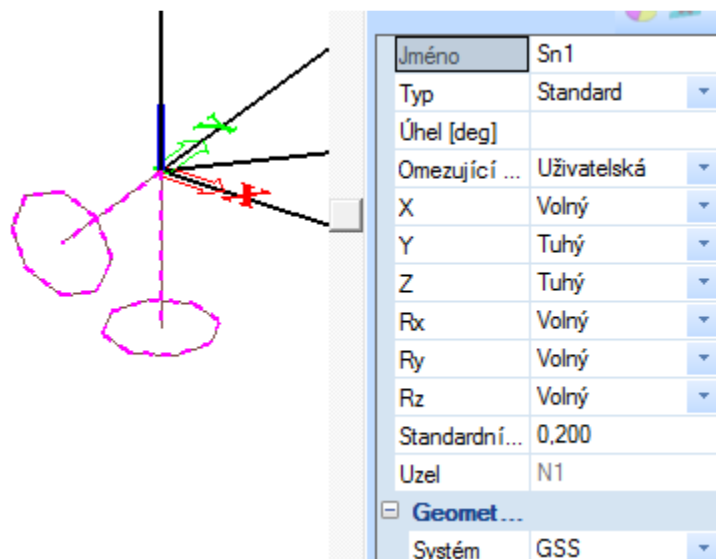 Jméno Sn1
Typ Standard
Úhel [deg]
Omezující ... Uživatelská
X Volný
Y Tuhý
Z Tuhý
Rx Volný
Ry Volný
Rz Volný
Standardní... 0,200
Uzel N1
Geomet...
Systém GSS